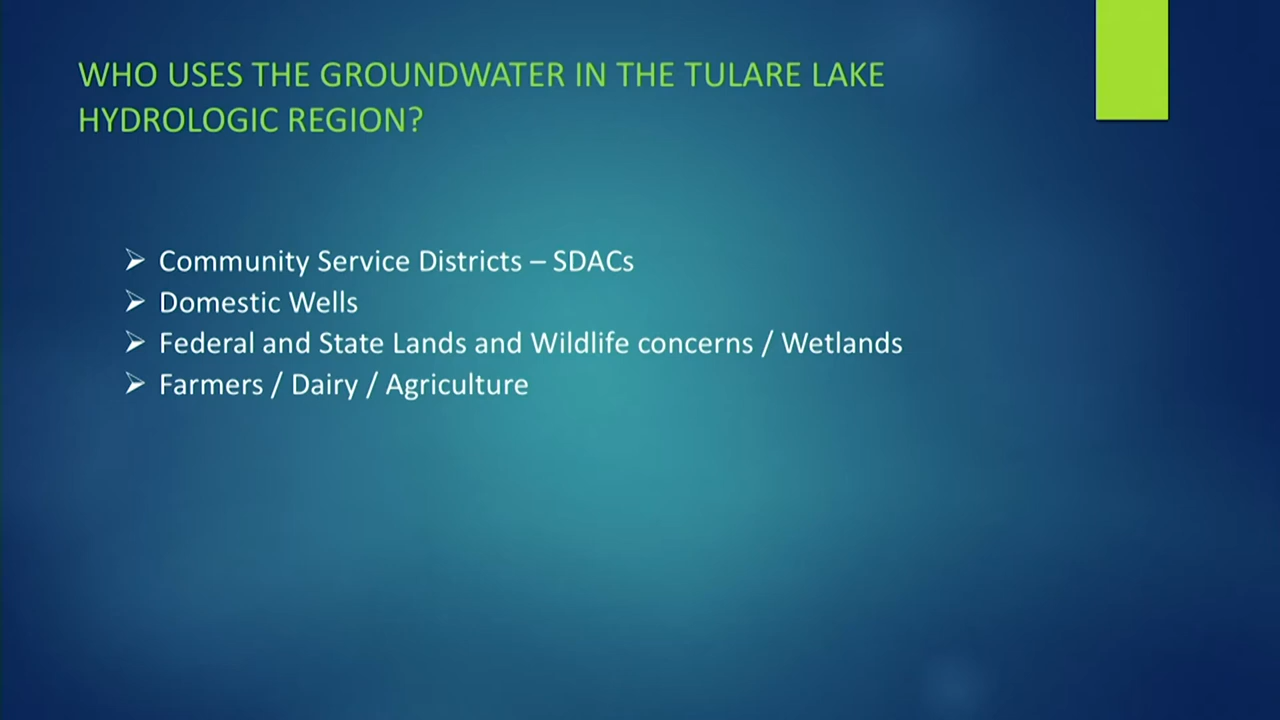 WHO USES THE GROUNDWATER IN THE TULARE LAKE
HYDROLOGIC REGION?
Community Service Districts – SDACs
Domestic Wells
Federal and State Lands and Wildlife concerns / Wetlands
Farmers / Dairy / Agriculture